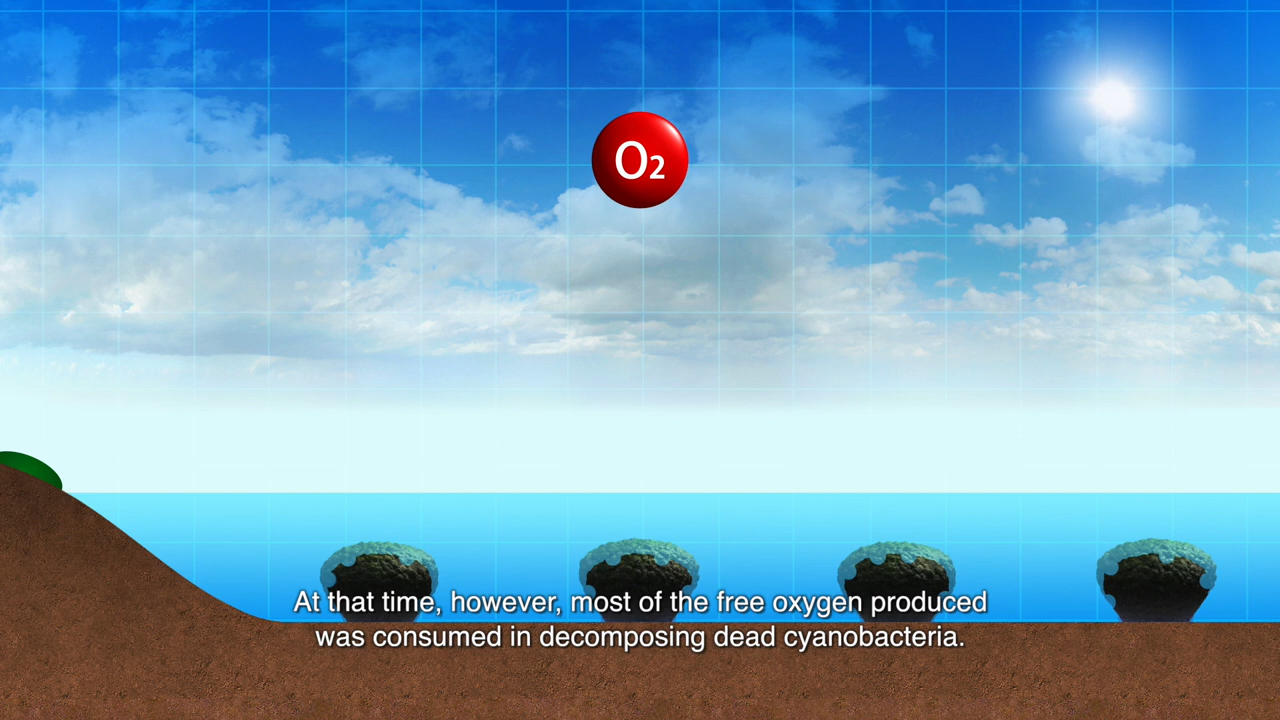 O₂
At that time, however, most of the free oxygen produced
was consumed in decomposing dead cyanobacteria.